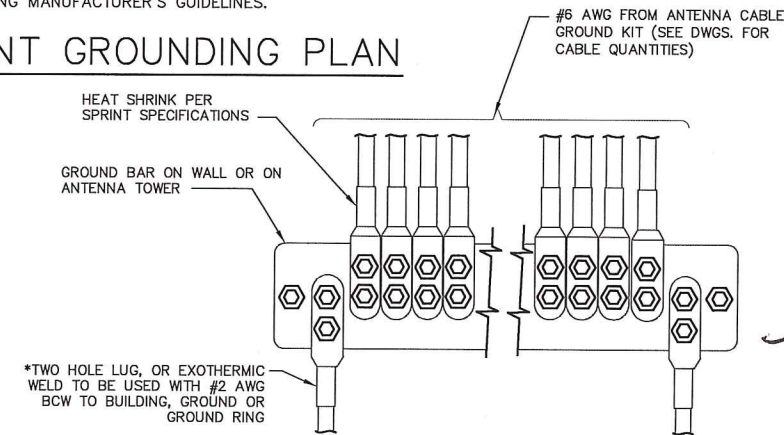 NG MANUFACTURER'S GUIDELINES.
NT GROUNDING PLAN
#6 AWG FROM ANTENNA CABLE
GROUND KIT (SEE DWGS. FOR
CABLE QUANTITIES)
HEAT SHRINK PER
SPRINT SPECIFICATIONS
GROUND BAR ON WALL OR ON
ANTENNA TOWER
*TWO HOLE LUG, OR EXOTHERMIC
WELD TO BE USED WITH #2 AWG
BCW TO BUILDING, GROUND OR
GROUND RING